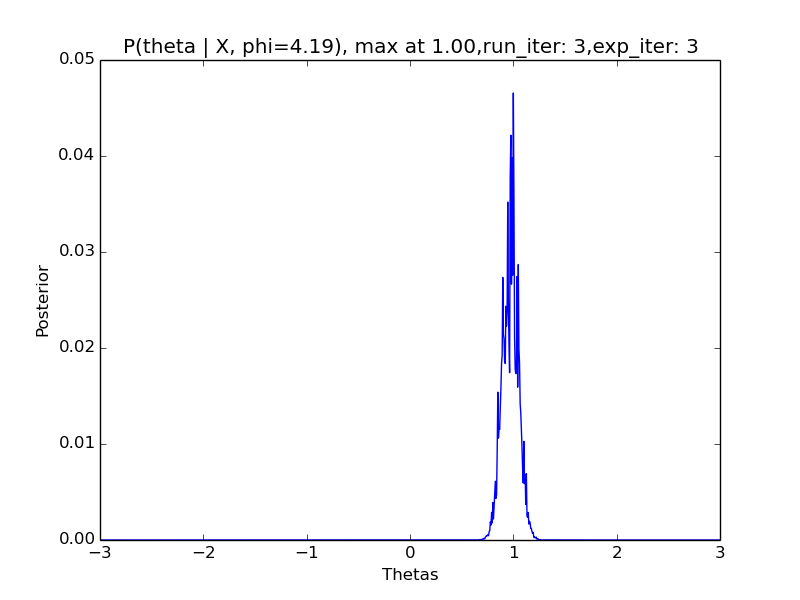 P(theta | X, phi=4.19), max at 1.00,run_iter: 3,exp_iter: 3
0.05
0.04
0.03
0.02
0.01
0.00
Posterior
−3 −2 −1 0 1 2 3
Thetas